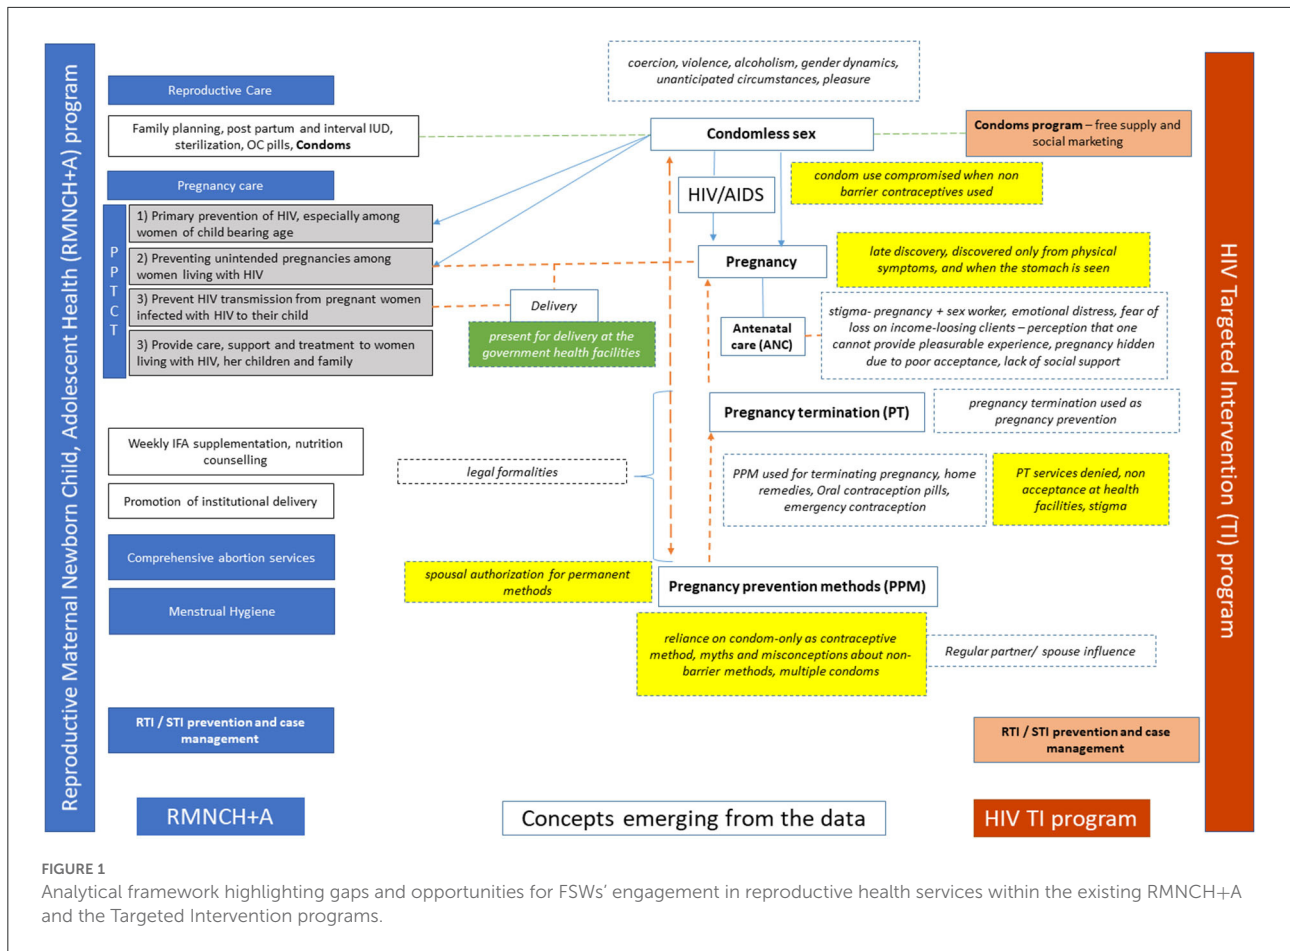 Reproductive Maternal Newborn Child, Adolescent Health (RMNCH+A) program
Reproductive Care
Family planning, post partum and interval IUD,
sterilization, OC pills, Condoms
Pregnancy care
P
P
T
C
T
1) Primary prevention of HIV, especially among
women of child bearing age
2) Preventing unintended pregnancies among
women living with HIV
3) Prevent HIV transmission from pregnant women
infected with HIV to their child
3) Provide care, support and treatment to women
living with HIV, her children and family
Weekly IFA supplementation, nutrition
counselling
Promotion of institutional delivery
Comprehensive abortion services
Menstrual Hygiene
RTI / STI prevention and case
management
RMNCH+A
coercion, violence, alcoholism, gender dynamics,
unanticipated circumstances, pleasure
Condomless sex
HIV/AIDS
condom use compromised when non
barrier contraceptives used
Pregnancy
late discovery, discovered only from physical
symptoms, and when the stomach is seen
Delivery
present for delivery at the
government health facilities
Antenatal
care (ANC)
stigma- pregnancy + sex worker, emotional distress, fear of
loss on income-loosing clients – perception that one
cannot provide pleasurable experience, pregnancy hidden
due to poor acceptance, lack of social support
Pregnancy termination (PT)
pregnancy termination used as
pregnancy prevention
legal formalities
PPM used for terminating pregnancy, home
remedies, Oral contraception pills,
emergency contraception
PT services denied, non
acceptance at health
facilities, stigma
spousal authorization for permanent
methods
Pregnancy prevention methods (PPM)
reliance on condom-only as contraceptive
method, myths and misconceptions about non-
barrier methods, multiple condoms
Regular partner/ spouse influence
Concepts emerging from the data
Condoms program – free supply and
social marketing
RTI / STI prevention and case
management
HIV TI program
HIV Targeted Intervention (TI) program
FIGURE 1
Analytical framework highlighting gaps and opportunities for FSWs' engagement in reproductive health services within the existing RMNCH+A
and the Targeted Intervention programs.